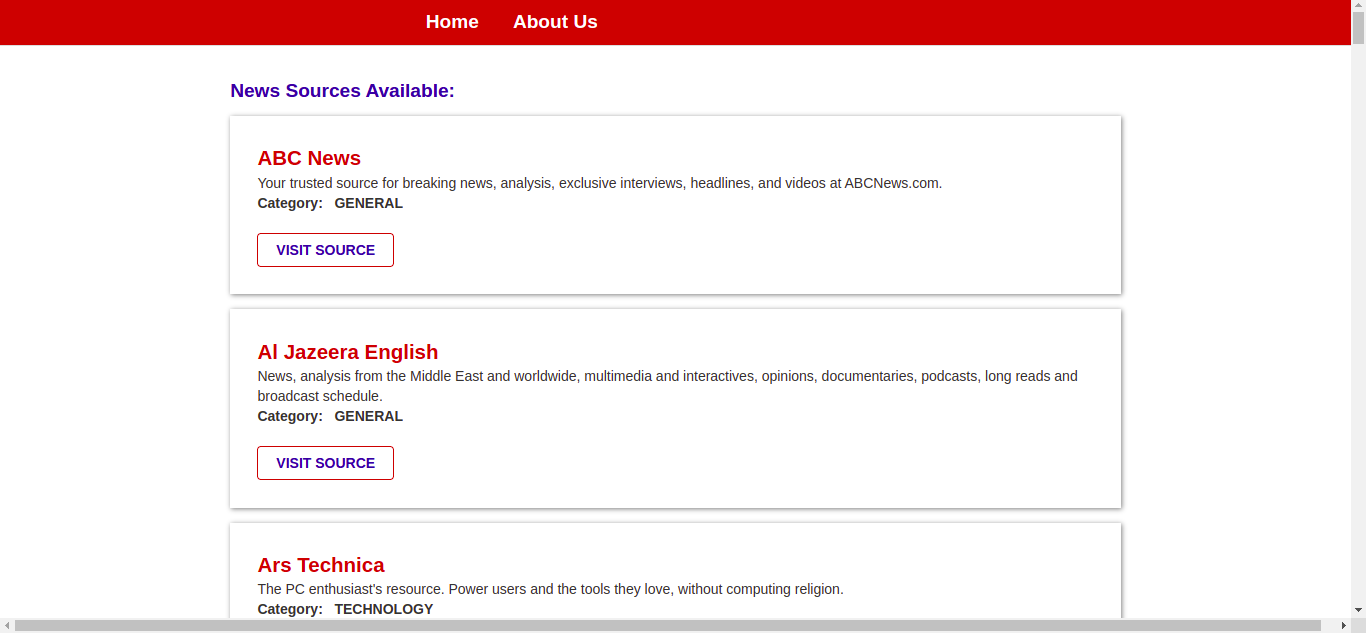 Home About Us
News Sources Available:
ABC News
Your trusted source for breaking news, analysis, exclusive interviews, headlines, and videos at ABCNews.com.
Category: GENERAL
VISIT SOURCE
Al Jazeera English
News, analysis from the Middle East and worldwide, multimedia and interactives, opinions, documentaries, podcasts, long reads and
broadcast schedule.
Category: GENERAL
VISIT SOURCE
Ars Technica
The PC enthusiast's resource. Power users and the tools they love, without computing religion.
Category: TECHNOLOGY